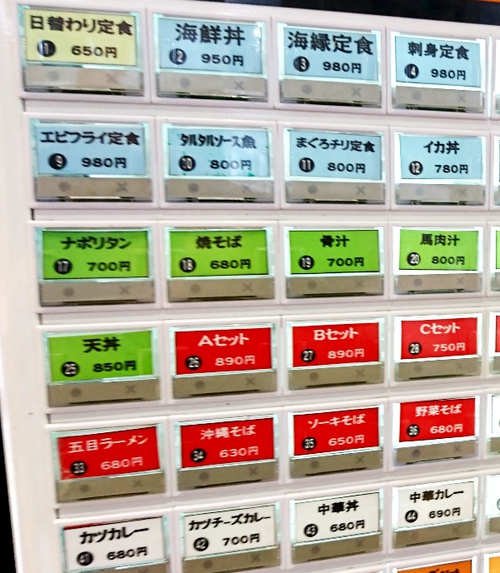 日替わり定食
1 650円
海鮮丼
2 950円
海縁定食
3 980円
刺身定食
4 980円
エビフライ定食
9 980円
タルタルソース魚
10 800円
まぐろチリ定食
11 800円
イカ丼
12 780円
ナポリタン
17 700円
焼そば
18 680円
骨汁
19 700円
馬肉汁
20 800円
天丼
25 850円
Aセット
26 890円
Bセット
27 890円
Cセット
28 750円
五目ラーメン
33 680円
沖縄そば
34 630円
ソーキそば
35 650円
野菜そば
36 680円
カツカレー
41 680円
カツチーズカレー
42 700円
中華丼
43 680円
中華カレー
44 690円